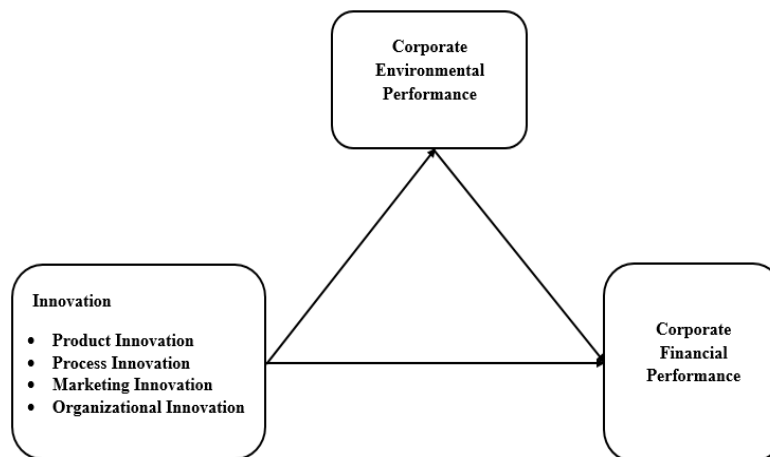 Corporate
Environmental
Performance
Innovation
• Product Innovation
• Process Innovation
• Marketing Innovation
• Organizational Innovation
Corporate
Financial
Performance